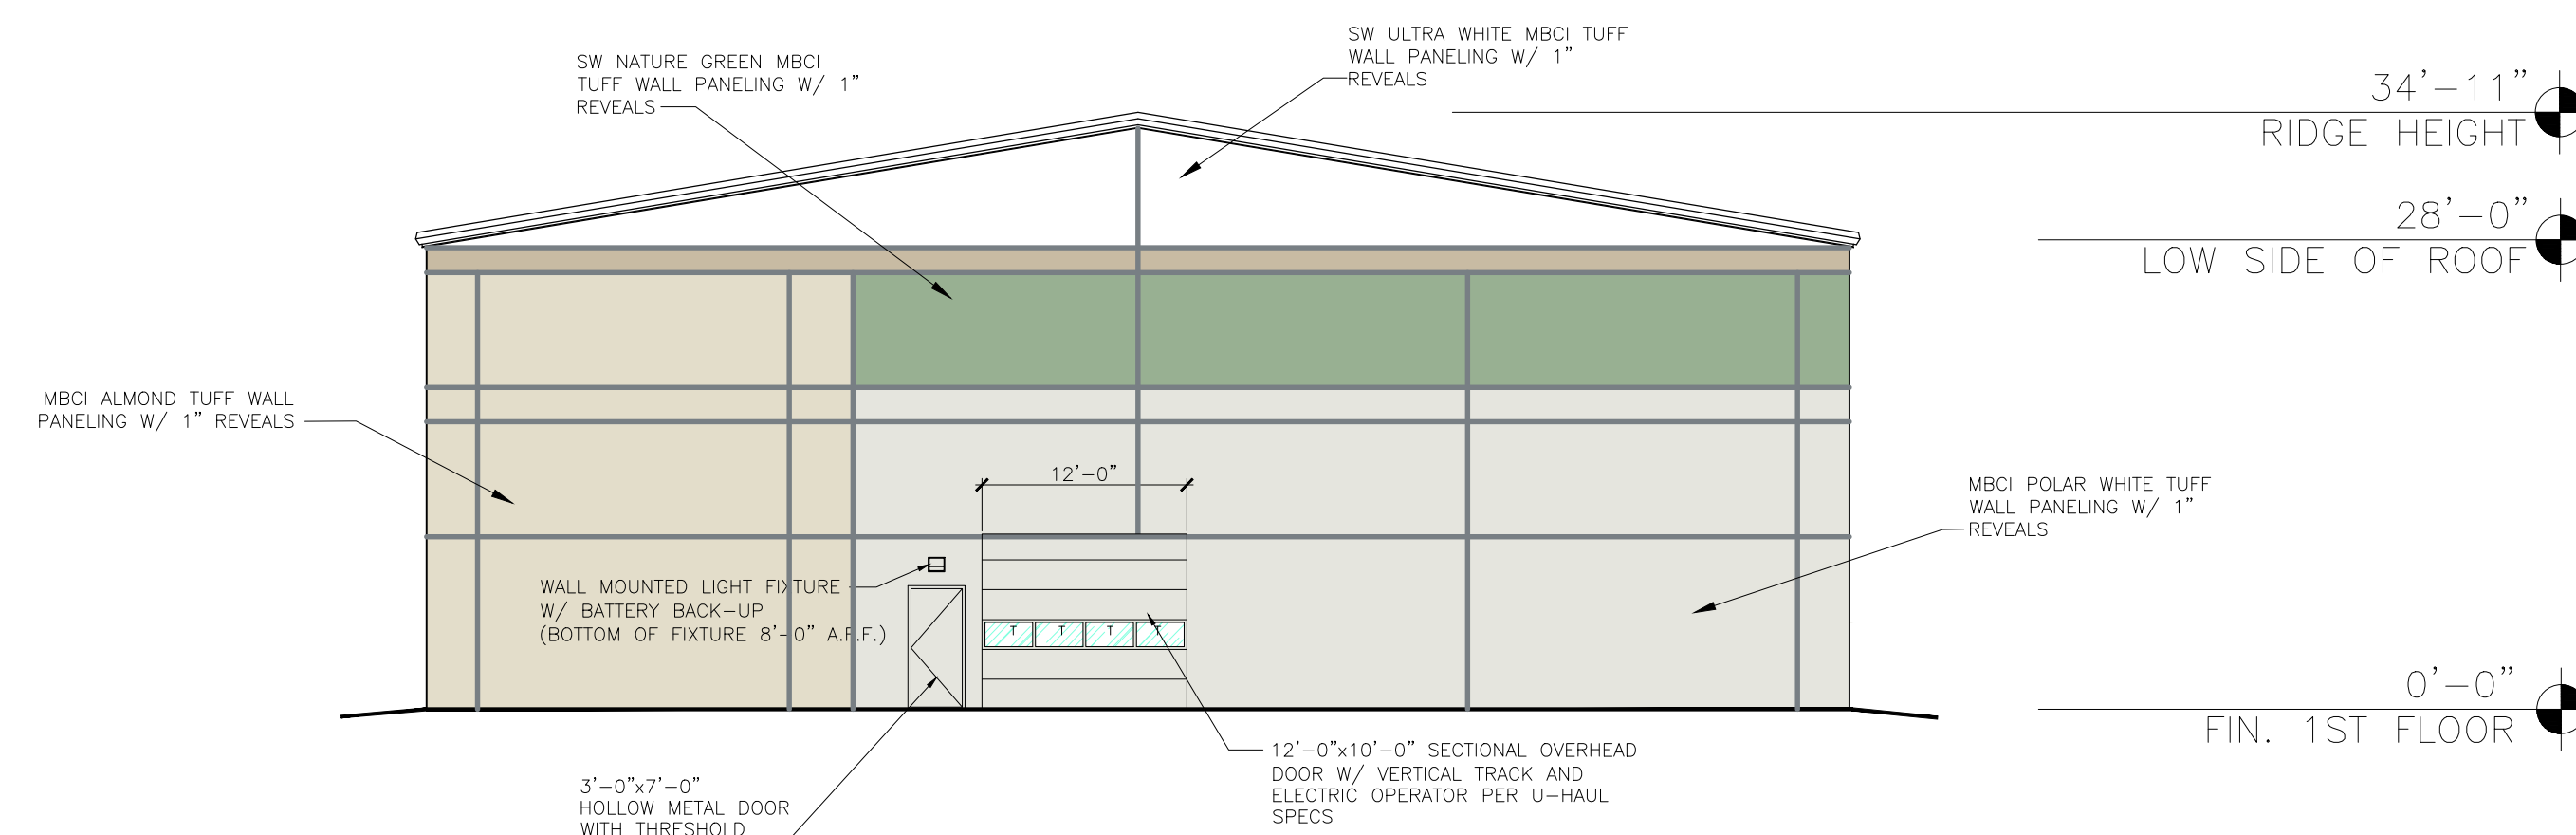 SW NATURE GREEN MBCI
TUFF WALL PANELING W/ 1"
REVEALS
SW ULTRA WHITE MBCI TUFF
WALL PANELING W/ 1"
REVEALS
34'-11"
RIDGE HEIGHT
28'-0"
LOW SIDE OF ROOF
MBCI ALMOND TUFF WALL
PANELING W/ 1" REVEALS
12'-0"
MBCI POLAR WHITE TUFF
WALL PANELING W/ 1"
REVEALS
WALL MOUNTED LIGHT FIXTURE
W/ BATTERY BACK-UP
(BOTTOM OF FIXTURE 8'-0" A.F.F.)
T T T T
0'-0"
FIN. 1ST FLOOR
12'-0"x10'-0" SECTIONAL OVERHEAD
DOOR W/ VERTICAL TRACK AND
ELECTRIC OPERATOR PER U-HAUL
SPECS
3'-0"x7'-0"
HOLLOW METAL DOOR
WITH THRESHOLD